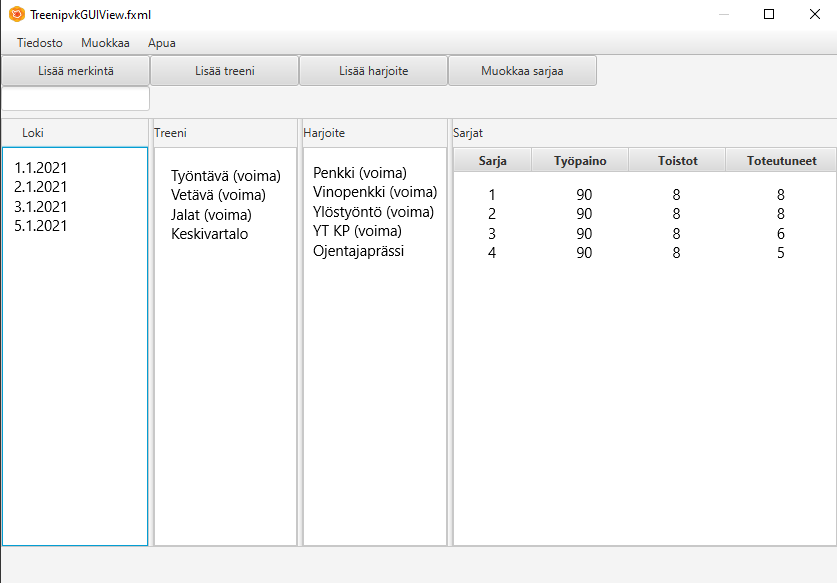 TreenipvkGUIView.fxml
Tiedosto Muokkaa Apua
Lisää merkintä Lisää treeni Lisää harjoite Muokkaa sarjaa
Loki Treeni Harjoite Sarjat
1.1.2021
2.1.2021
3.1.2021
5.1.2021
Työntävä (voima)
Vetävä (voima)
Jalat (voima)
Keskivartalo
Penkki (voima)
Vinopenkki (voima)
Ylöstyöntö (voima)
YT KP (voima)
Ojentajaprässi
Sarja Työpaino Toistot Toteutuneet
1 90 8 8
2 90 8 8
3 90 8 6
4 90 8 5